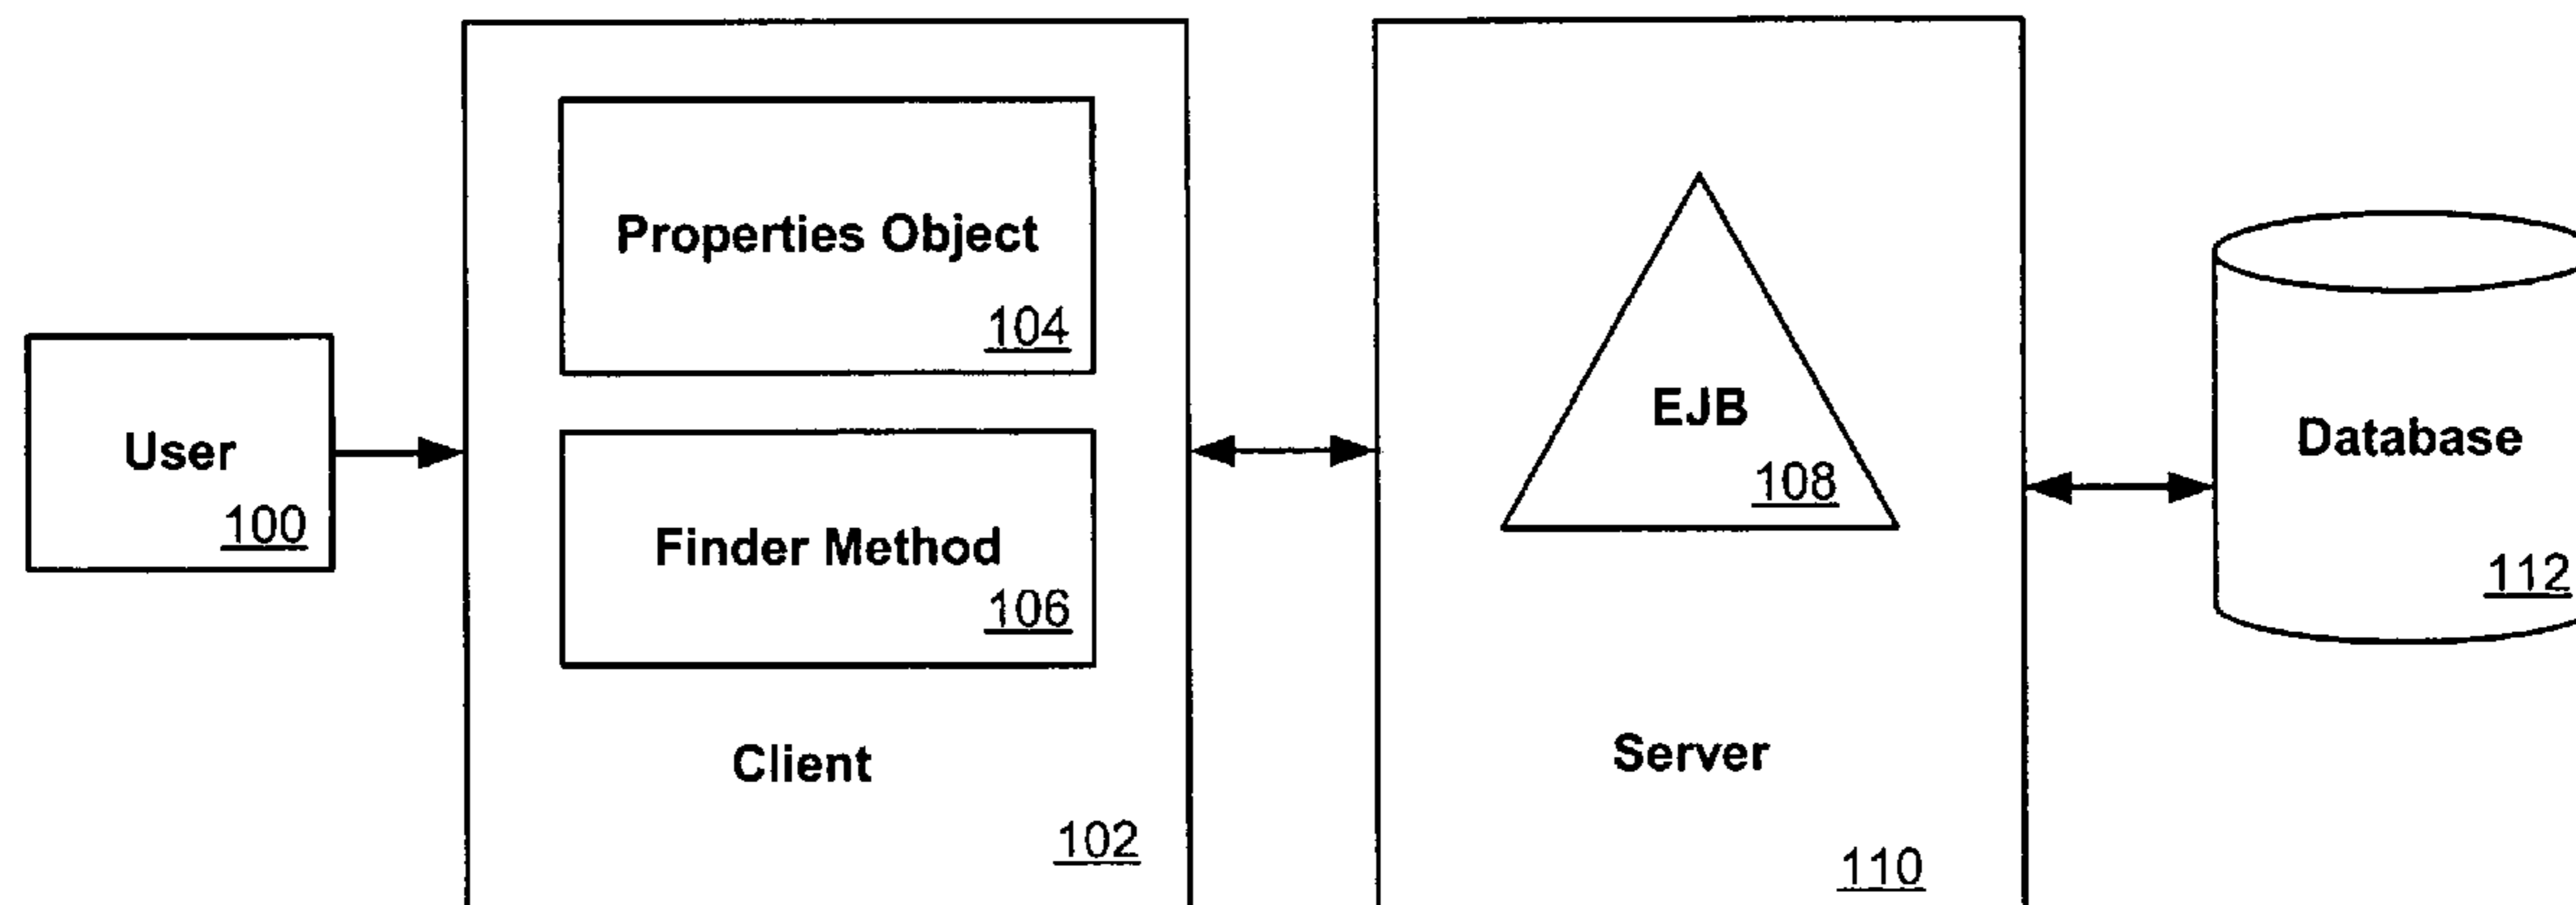 User
100
Properties Object
104
Finder Method
106
Client
102
EJB
108
Server
110
Database
112